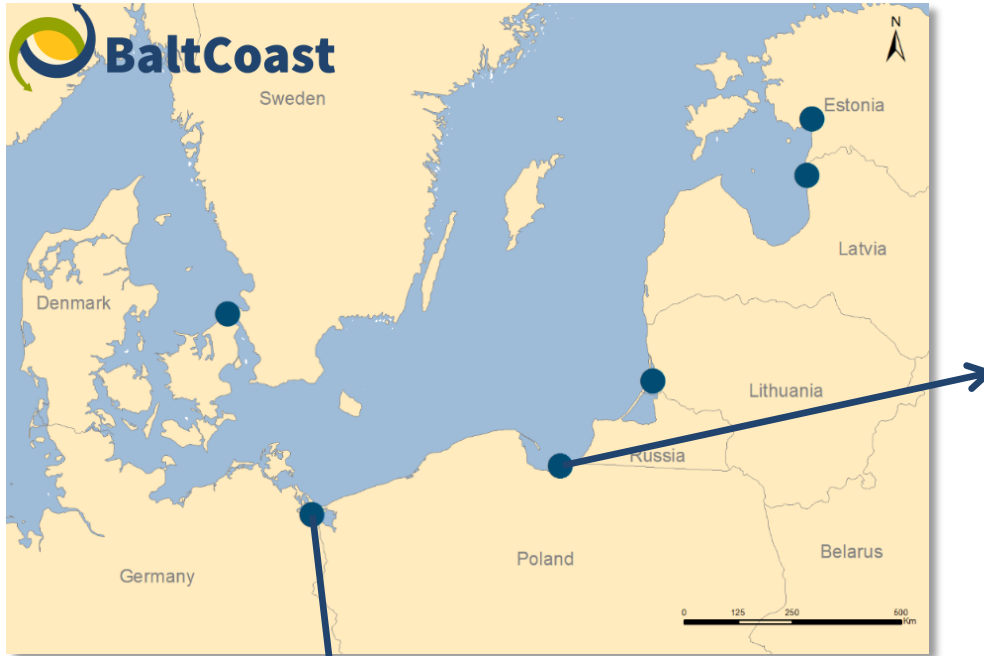 BaltCoast
N
Sweden
Estonia
Latvia
Denmark
Lithuania
Russia
Poland
Belarus
Germany
0 125 250 500
Km